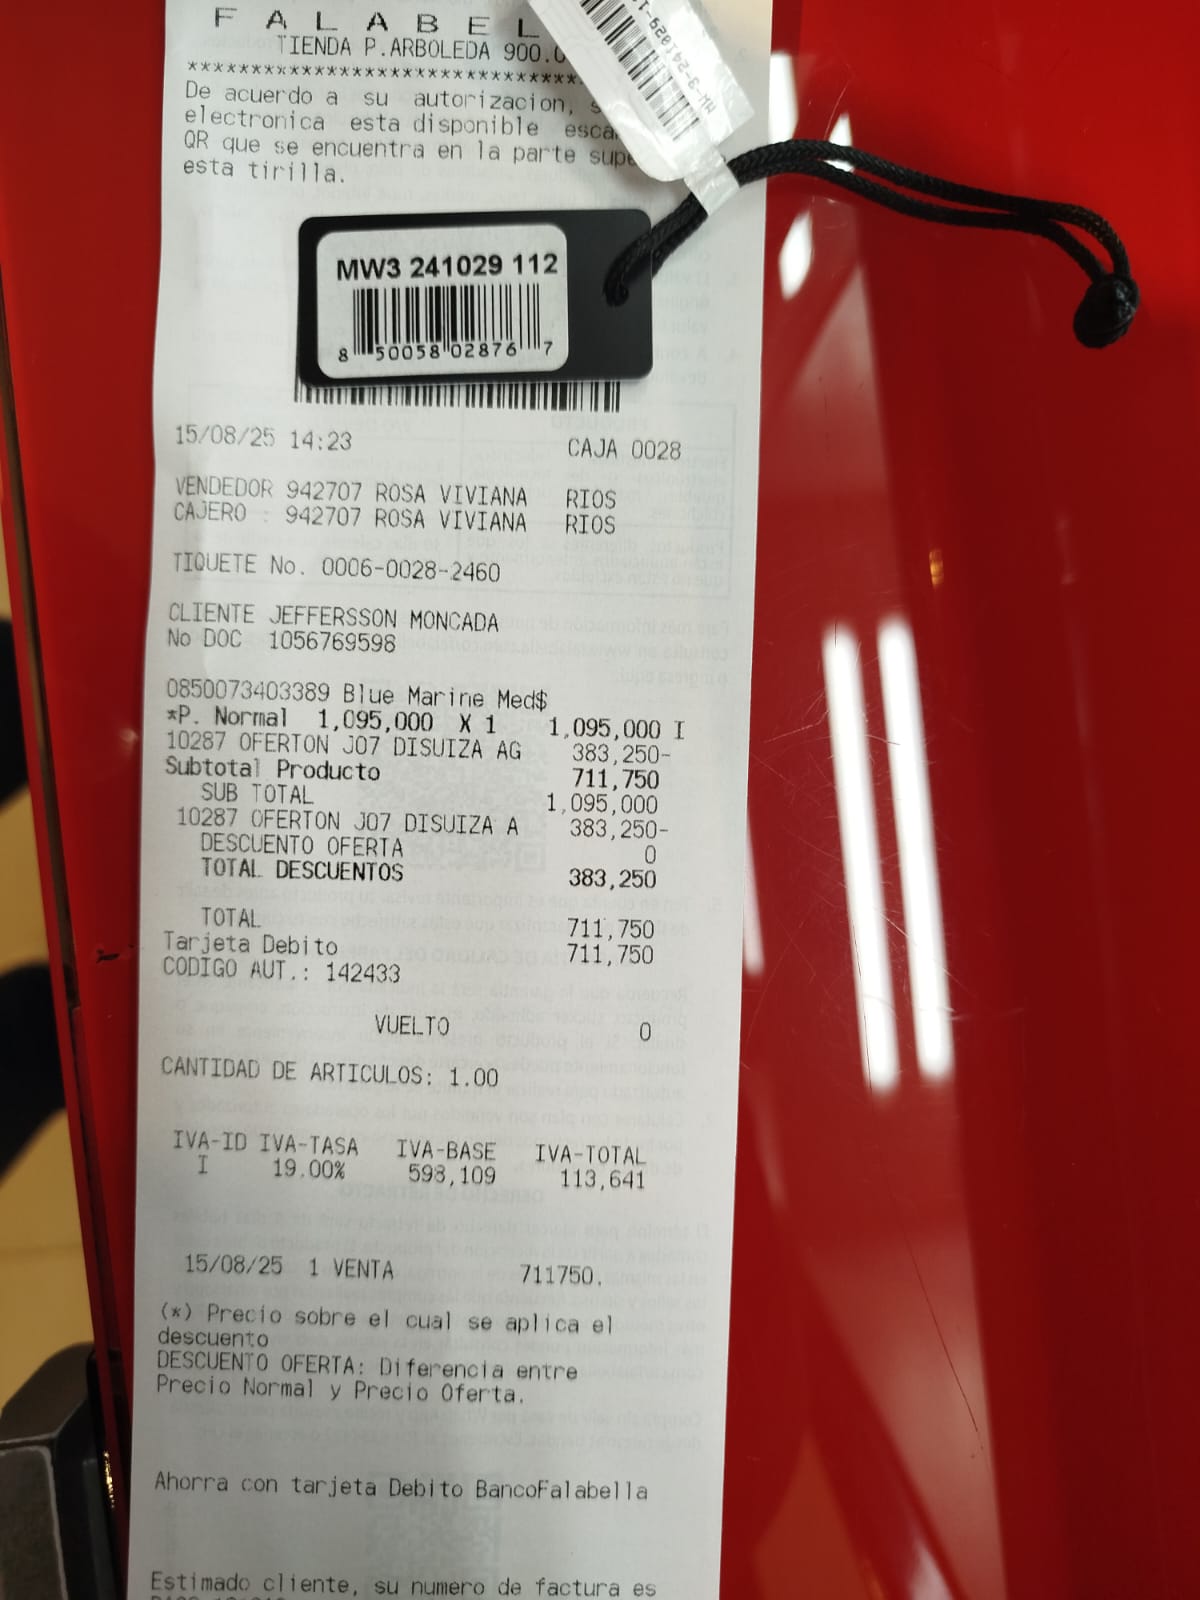 F A L A B E L
TIENDA P.ARBOLEDA 900.0
*********************************
De acuerdo a su autorizacion, s
electronica esta disponible esca
QR que se encuentra en la parte supe
esta tirilla.
MW-3-241029-1
MW3 241029 112
8 50058 02876 7
15/08/25 14:23 CAJA 0028
VENDEDOR 942707 ROSA VIVIANA RIOS
CAJERO : 942707 ROSA VIVIANA RIOS
TIQUETE No. 0006-0028-2460
CLIENTE JEFFERSSON MONCADA
No DOC 1056769598
0850073403389 Blue Marine Med$
*P. Normal 1,095,000 X 1 1,095,000 I
10287 OFERTON J07 DISUIZA AG 383,250-
Subtotal Producto 711,750
SUB TOTAL 1,095,000
10287 OFERTON J07 DISUIZA A 383,250-
DESCUENTO OFERTA 0
TOTAL DESCUENTOS 383,250
TOTAL 711,750
Tarjeta Debito 711,750
CODIGO AUT.: 142433
VUELTO 0
CANTIDAD DE ARTICULOS: 1.00
IVA-ID IVA-TASA IVA-BASE IVA-TOTAL
I 19.00% 598,109 113,641
15/08/25 1 VENTA 711750.
(*) Precio sobre el cual se aplica el
descuento
DESCUENTO OFERTA: Diferencia entre
Precio Normal y Precio Oferta.
Ahorra con tarjeta Debito BancoFalabella
Estimado cliente, su numero de factura es